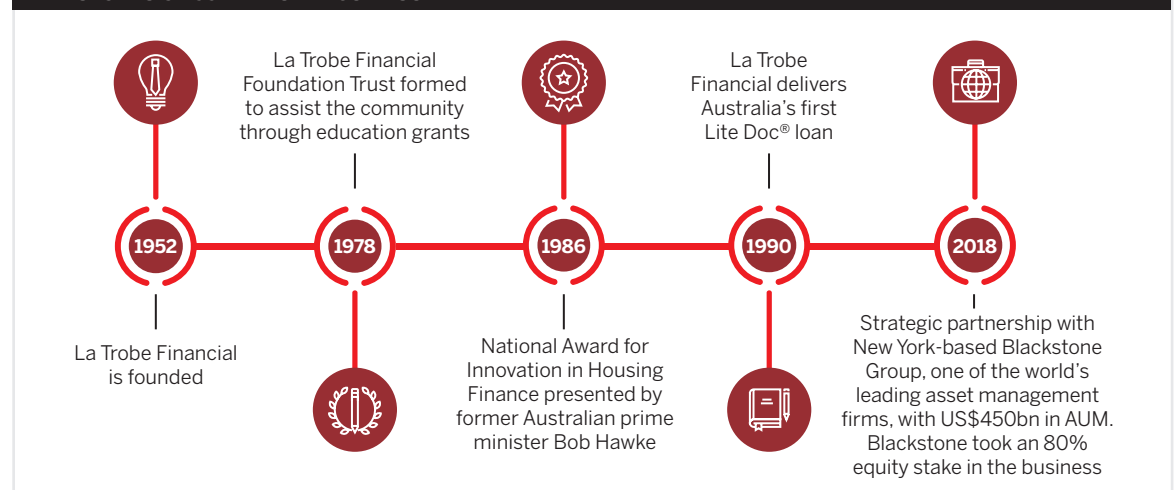 La Trobe Financial
Foundation Trust formed
to assist the community
through education grants
La Trobe
Financial delivers
Australia’s first
Lite Doc® loan
1952
1978
1986
1990
2018
La Trobe Financial
is founded
National Award for
Innovation in Housing
Finance presented by
former Australian prime
minister Bob Hawke
Strategic partnership with
New York-based Blackstone
Group, one of the world’s
leading asset management
firms, with US$450bn in AUM.
Blackstone took an 80%
equity stake in the business